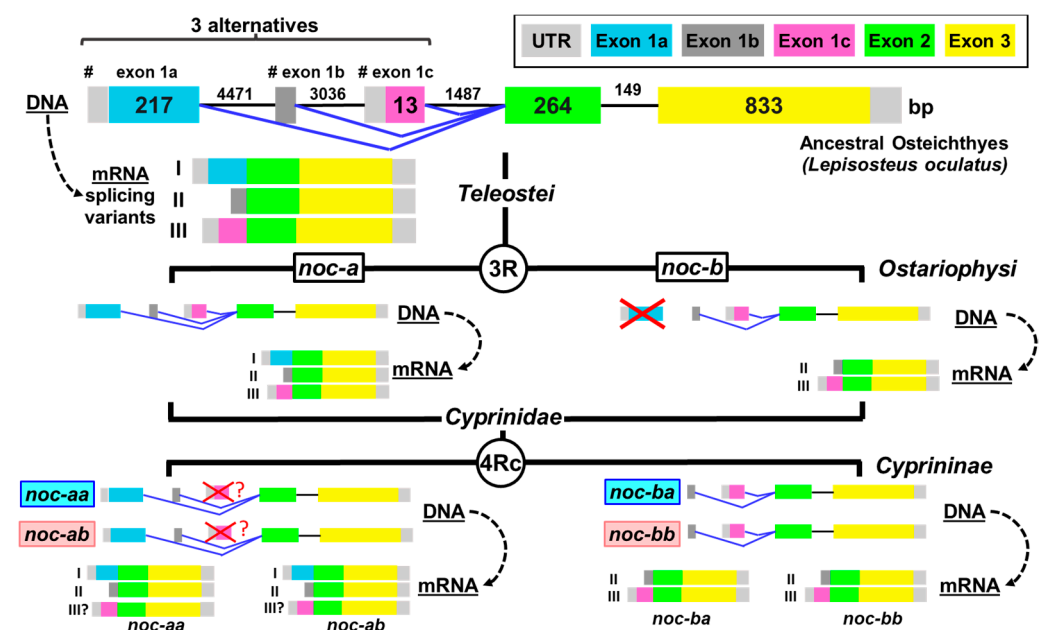 3 alternatives
UTR Exon 1a Exon 1b Exon 1c Exon 2 Exon 3
# exon 1a # exon 1b # exon 1c
DNA 217 4471 3036 13 1487 264 149 833 bp
Ancestral Osteichthyes
(Lepisosteus oculatus)
mRNA
splicing
variants
I
II
III
Teleostei
noc-a 3R noc-b Ostariophysi
DNA DNA
I
II
III
mRNA
II
III
mRNA
Cyprinidae
4Rc Cyprininae
noc-aa ? noc-ba
DNA DNA
noc-ab ? noc-bb
I I
II II
III? III?
mRNA
II II
III III
mRNA
noc-aa noc-ab noc-ba noc-bb